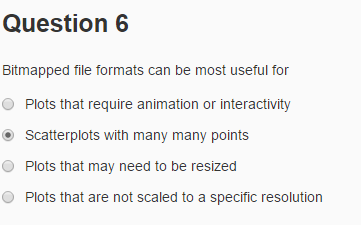 Question 6
Bitmapped file formats can be most useful for
Plots that require animation or interactivity
Scatterplots with many many points
Plots that may need to be resized
Plots that are not scaled to a specific resolution